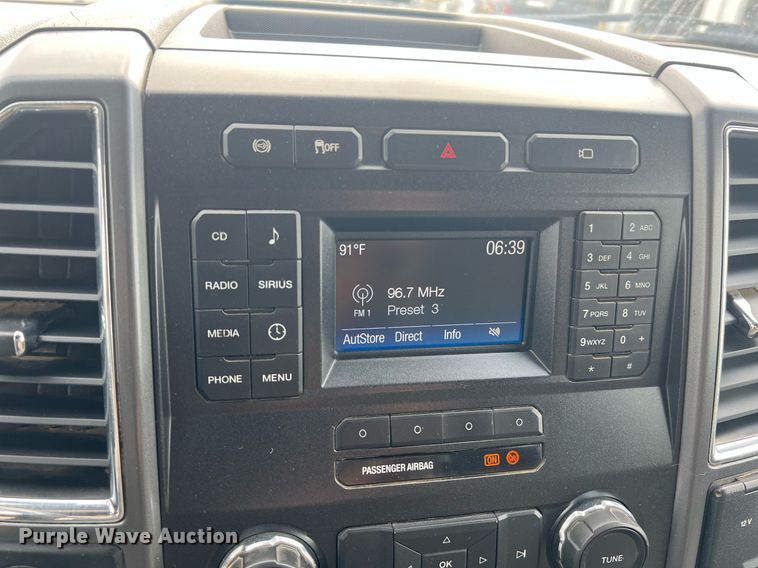 OFF
CD
RADIO SIRIUS
MEDIA
PHONE MENU
91°F 06:39
96.7 MHz
FM 1 Preset 3
AutoStore Direct Info
1 2 ABC
3 DEF 4 GHI
5 JKL 6 MNO
7 PQRS 8 TUV
9 WXYZ 0 +
* #
PASSENGER AIRBAG ON
OK
TUNE
12 V
Purple Wave Auction